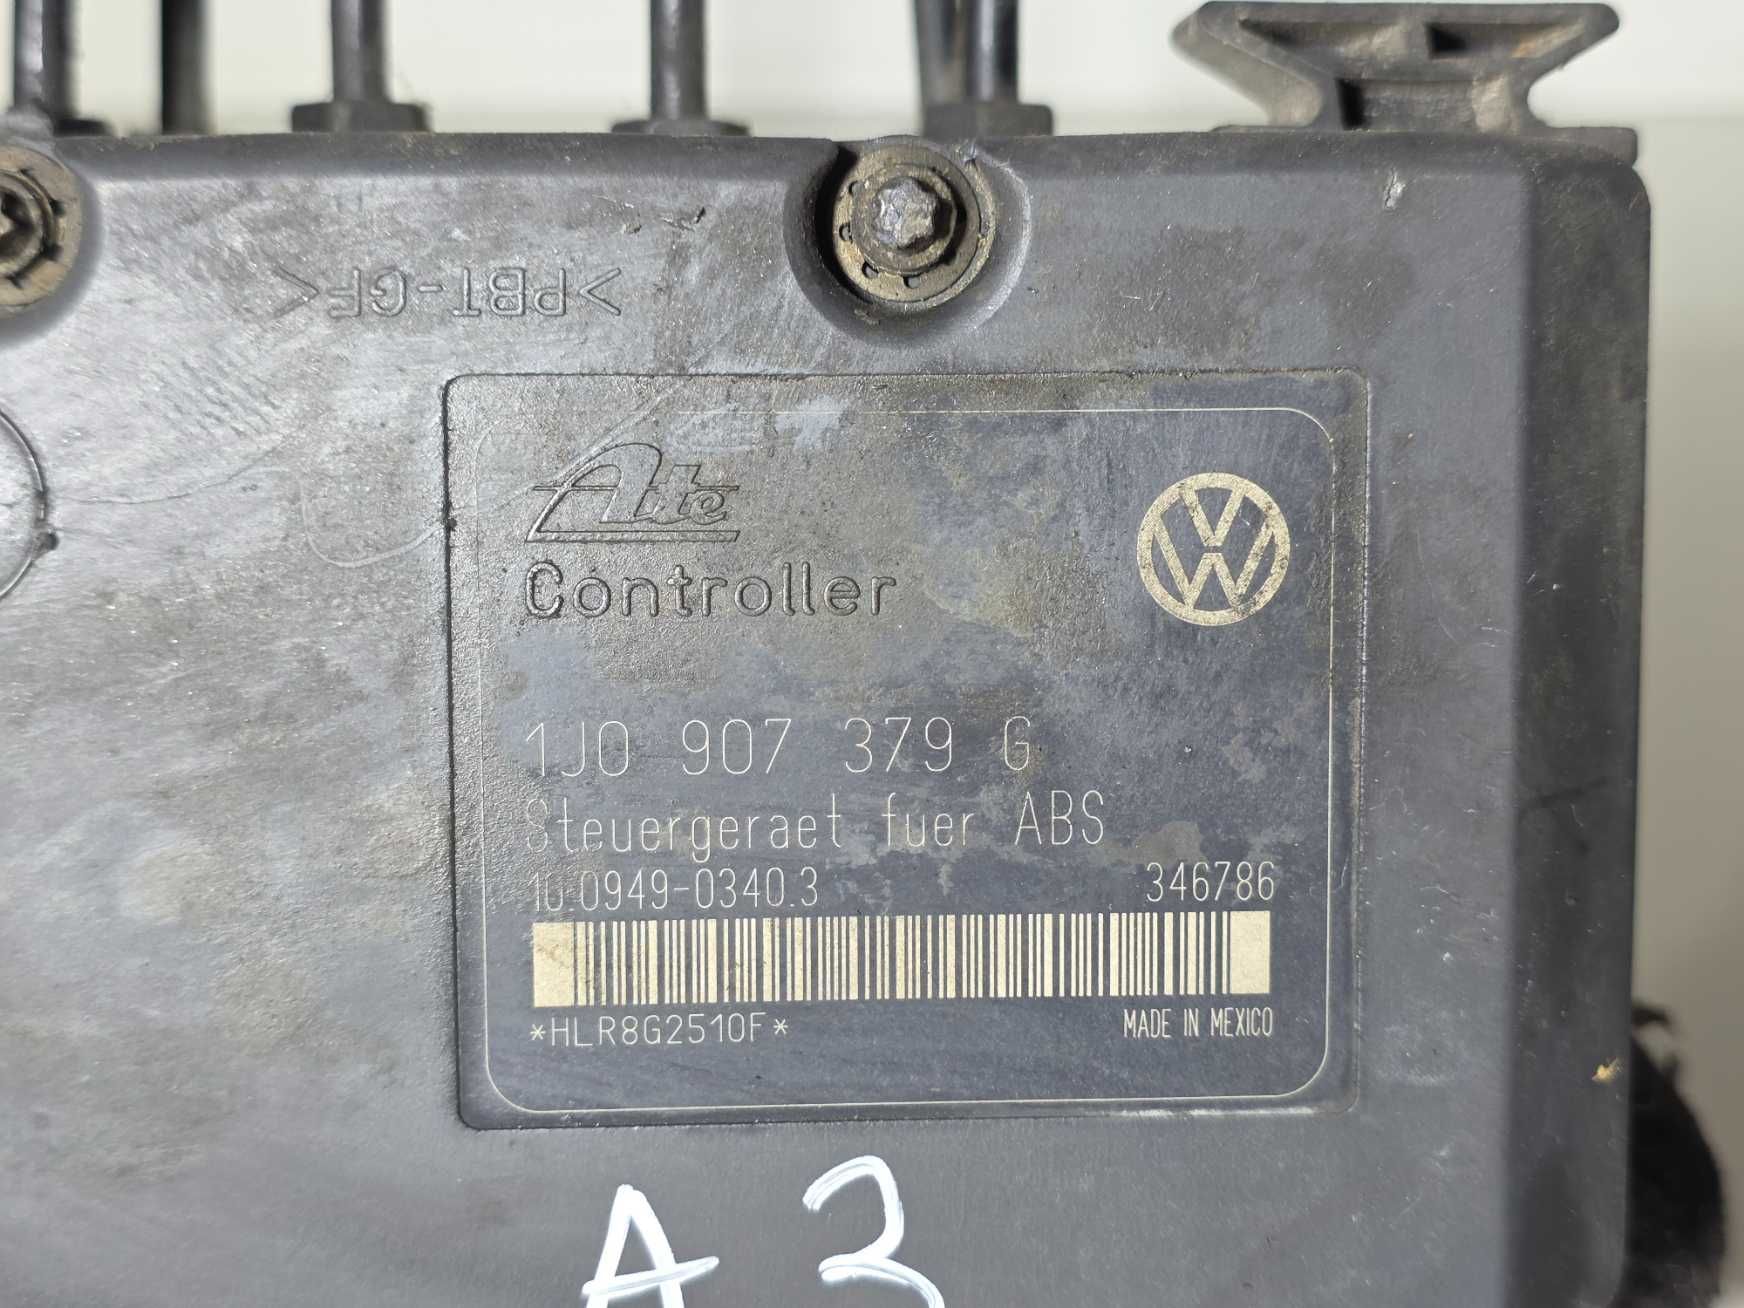 >PBT-GF<
Ate
Controller
1J0 907 379 G
Steuergeraet fuer ABS
10.0949-0340.3 346786
*HLR8G2510F* MADE IN MEXICO
A3